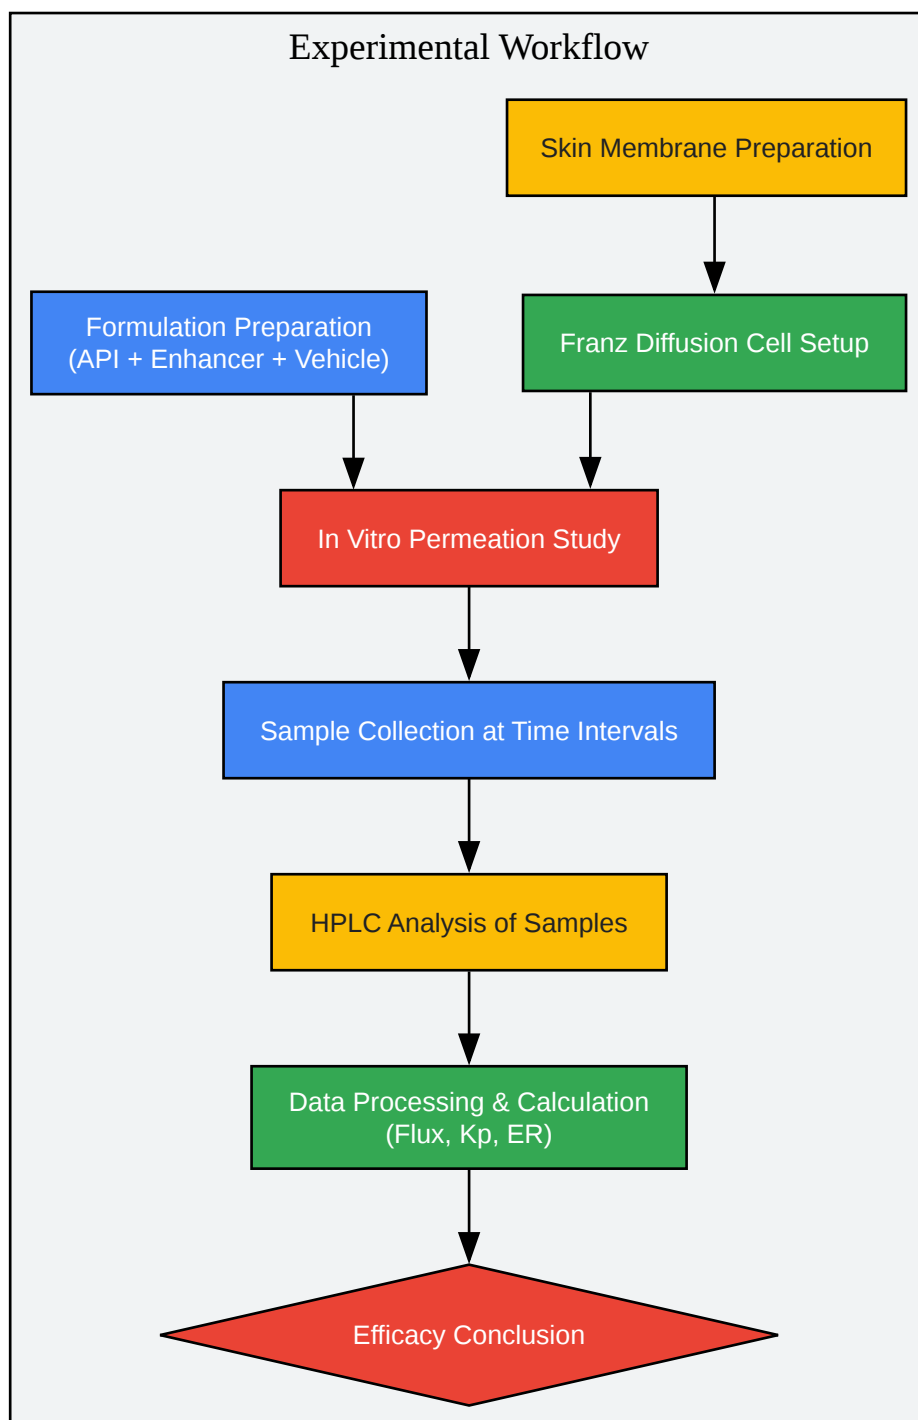 Experimental Workflow
Skin Membrane Preparation
Formulation Preparation
(API + Enhancer + Vehicle)
Franz Diffusion Cell Setup
In Vitro Permeation Study
Sample Collection at Time Intervals
HPLC Analysis of Samples
Data Processing & Calculation
(Flux, Kp, ER)
Efficacy Conclusion